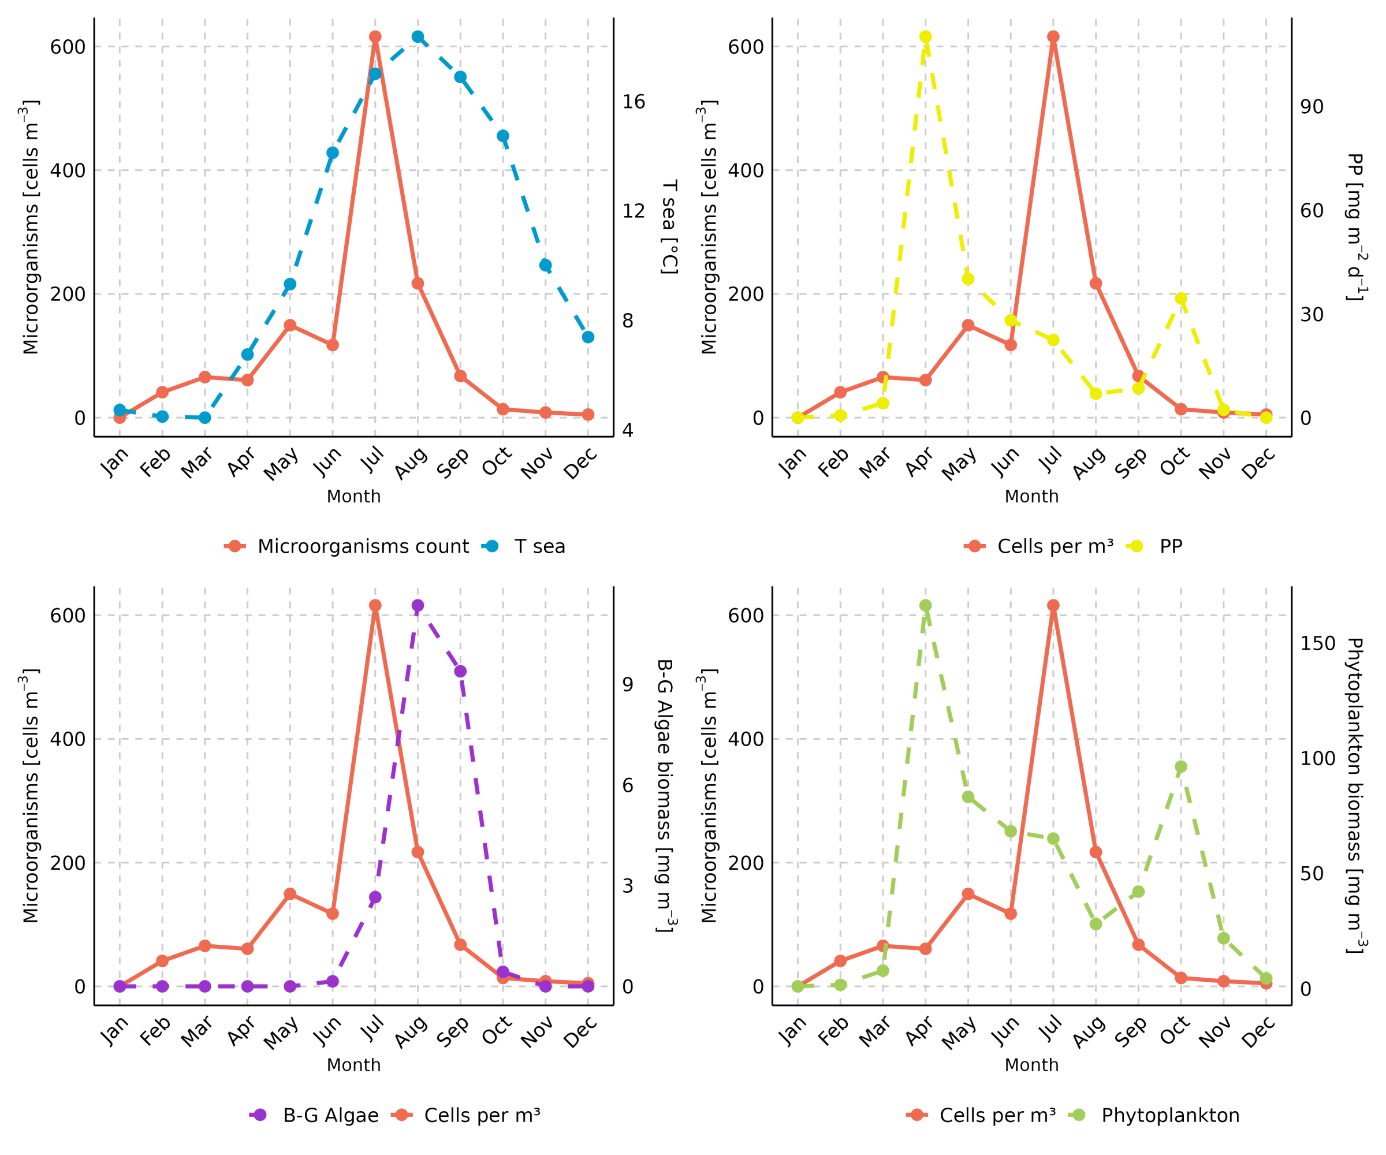 600
400
200
0
Microorganisms [cells m⁻³]
16
12
8
4
T sea [°C]
Jan Feb Mar Apr May Jun Jul Aug Sep Oct Nov Dec
Month
Microorganisms count T sea
600
400
200
0
Microorganisms [cells m⁻³]
90
60
30
0
PP [mg m⁻² d⁻¹]
Jan Feb Mar Apr May Jun Jul Aug Sep Oct Nov Dec
Month
Cells per m³ PP
600
400
200
0
Microorganisms [cells m⁻³]
9
6
3
0
B-G Algae biomass [mg m⁻³]
Jan Feb Mar Apr May Jun Jul Aug Sep Oct Nov Dec
Month
B-G Algae Cells per m³
600
400
200
0
Microorganisms [cells m⁻³]
150
100
50
0
Phytoplankton biomass [mg m⁻³]
Jan Feb Mar Apr May Jun Jul Aug Sep Oct Nov Dec
Month
Cells per m³ Phytoplankton